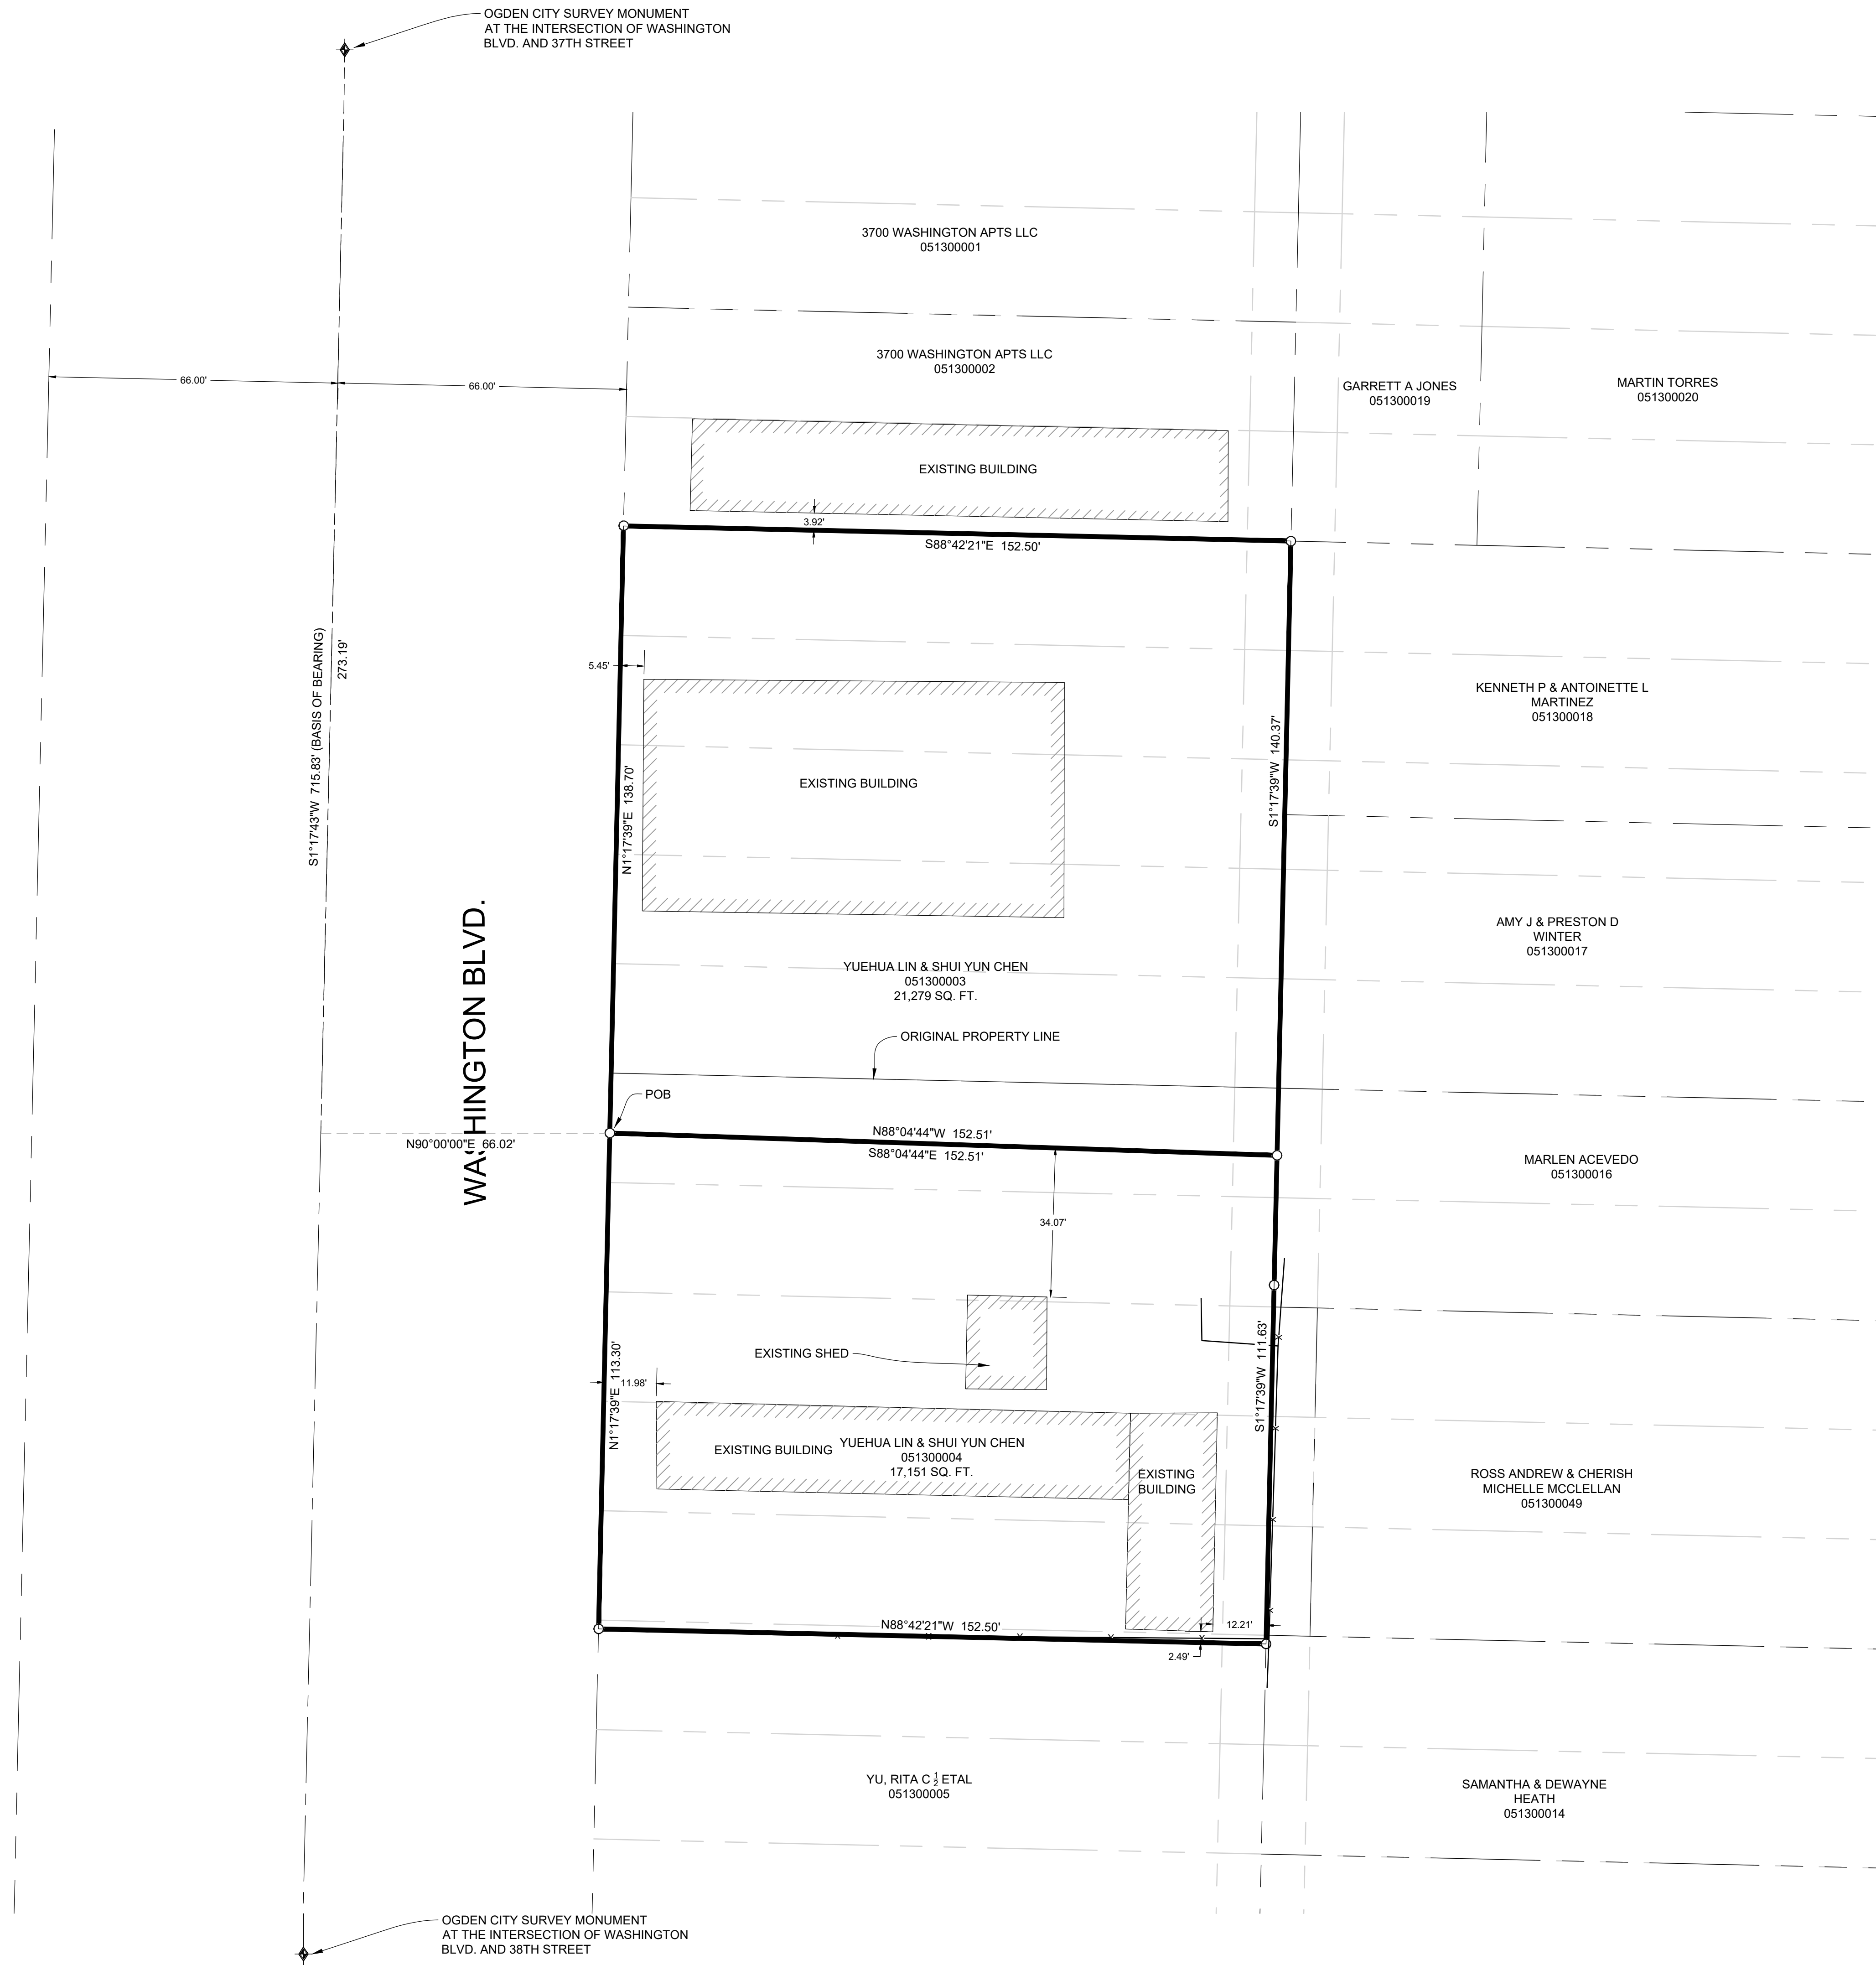 OGDEN CITY SURVEY MONUMENT
AT THE INTERSECTION OF WASHINGTON
BLVD. AND 37TH STREET
3700 WASHINGTON APTS LLC
051300001
3700 WASHINGTON APTS LLC
051300002
66.00'
66.00'
GARRETT A JONES
051300019
MARTIN TORRES
051300020
EXISTING BUILDING
3.92'
S88°42'21"E 152.50'
S1°17'43"W 715.83' (BASIS OF BEARING)
273.19'
5.45'
N1°17'39"E 138.70'
EXISTING BUILDING
S1°17'39"W 140.37'
KENNETH P & ANTOINETTE L
MARTINEZ
051300018
AMY J & PRESTON D
WINTER
051300017
WASHINGTON BLVD.
YUEHUA LIN & SHUI YUN CHEN
051300003
21,279 SQ. FT.
ORIGINAL PROPERTY LINE
POB
N90°00'00"E 66.02'
N88°04'44"W 152.51'
S88°04'44"E 152.51'
MARLEN ACEVEDO
051300016
34.07'
EXISTING SHED
N1°17'39"E 113.30'
11.98'
S1°17'39"W 111.63'
EXISTING BUILDING
YUEHUA LIN & SHUI YUN CHEN
051300004
17,151 SQ. FT.
EXISTING
BUILDING
ROSS ANDREW & CHERISH
MICHELLE MCCLELLAN
051300049
N88°42'21"W 152.50'
12.21'
2.49'
YU, RITA C ½ ETAL
051300005
SAMANTHA & DEWAYNE
HEATH
051300014
OGDEN CITY SURVEY MONUMENT
AT THE INTERSECTION OF WASHINGTON
BLVD. AND 38TH STREET